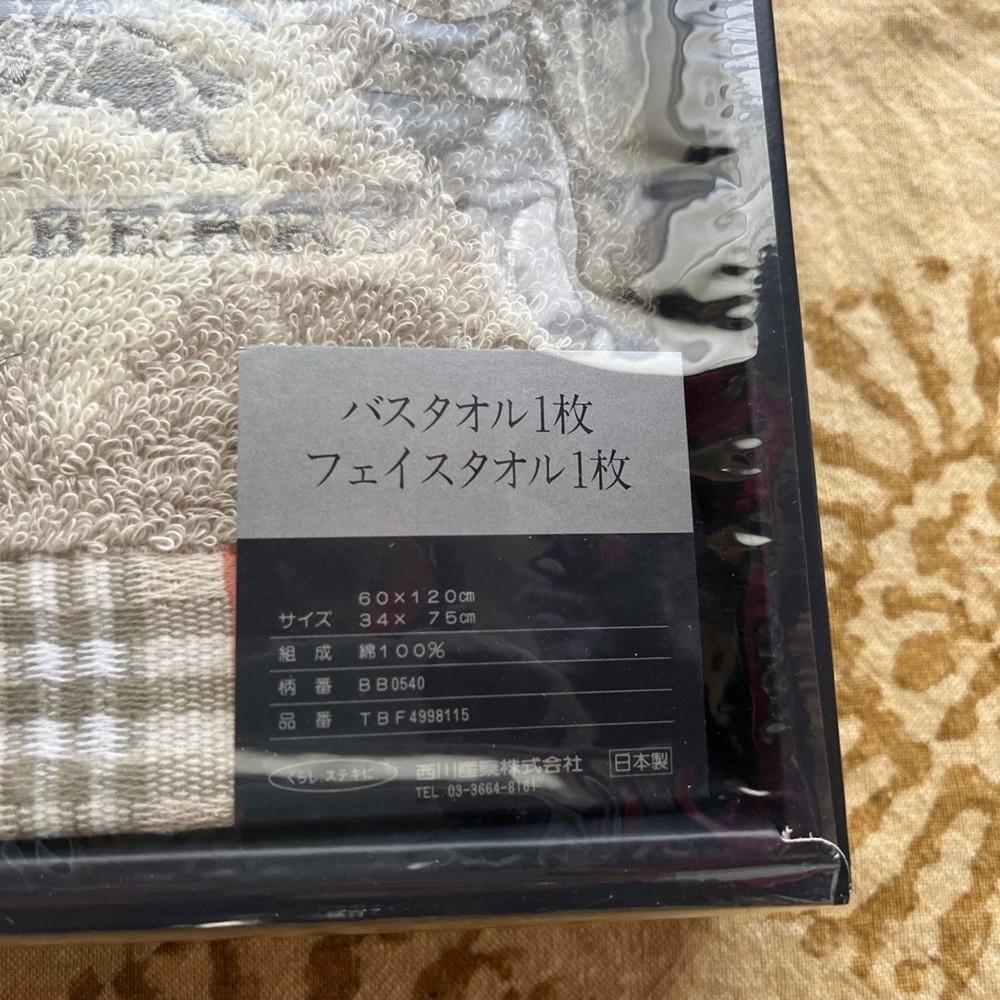 バスタオル1枚
フェイスタオル1枚
60×120㎝
サイズ 34× 75㎝
組成 綿100%
柄番 BB0540
品番 TBF4998115
くらし、ステキに 西川産業株式会社 日本製
TEL. 03-3664-8161